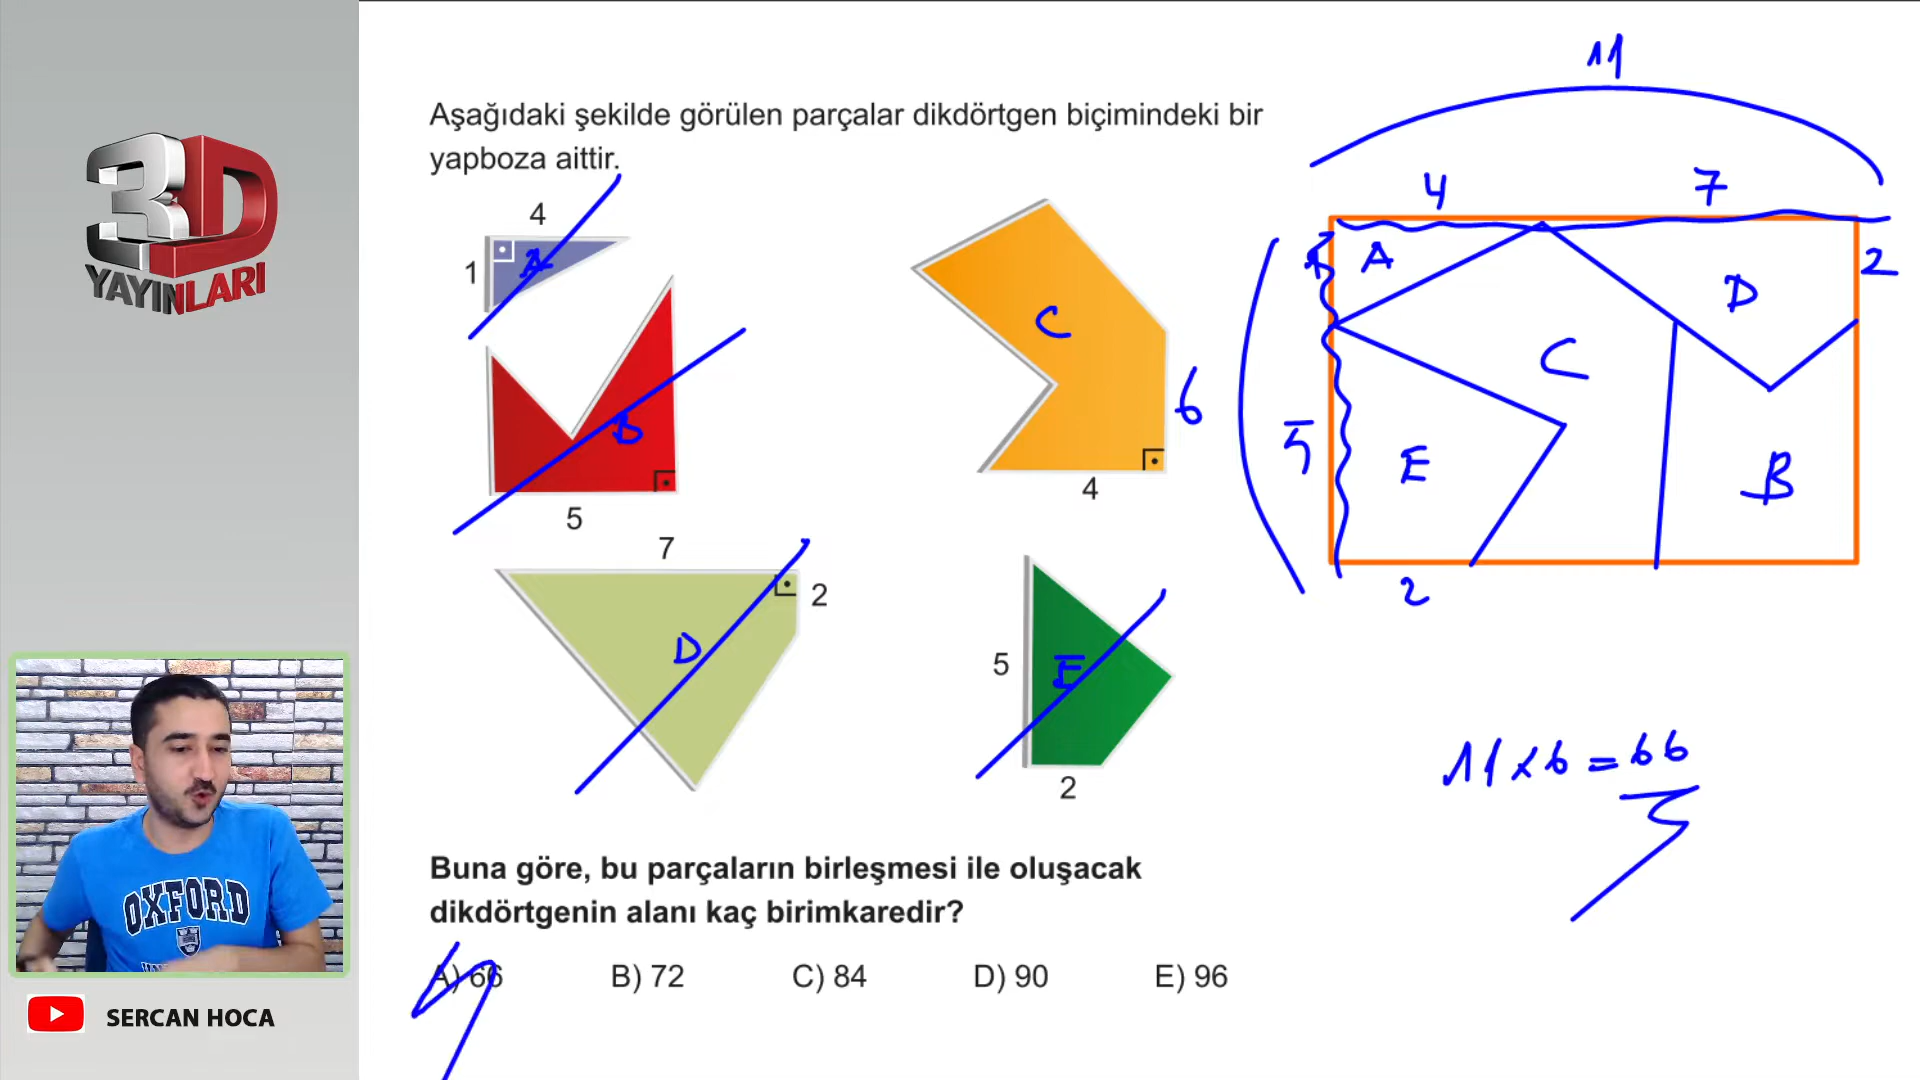 3D
YAYINLARI
Aşağıdaki şekilde görülen parçalar dikdörtgen biçimindeki bir
yapboza aittir.
4
1
A
B
5
C
6
4
7
2
D
5
E
2
11
4
7
1
A
2
D
C
5
E
B
2
11x6=66
Buna göre, bu parçaların birleşmesi ile oluşacak
dikdörtgenin alanı kaç birimkaredir?
A) 66 B) 72 C) 84 D) 90 E) 96
OXFORD
SERCAN HOCA